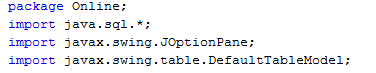 package Online;
import java.sql.*;
import javax.swing.JOptionPane;
import javax.swing.table.DefaultTableModel;